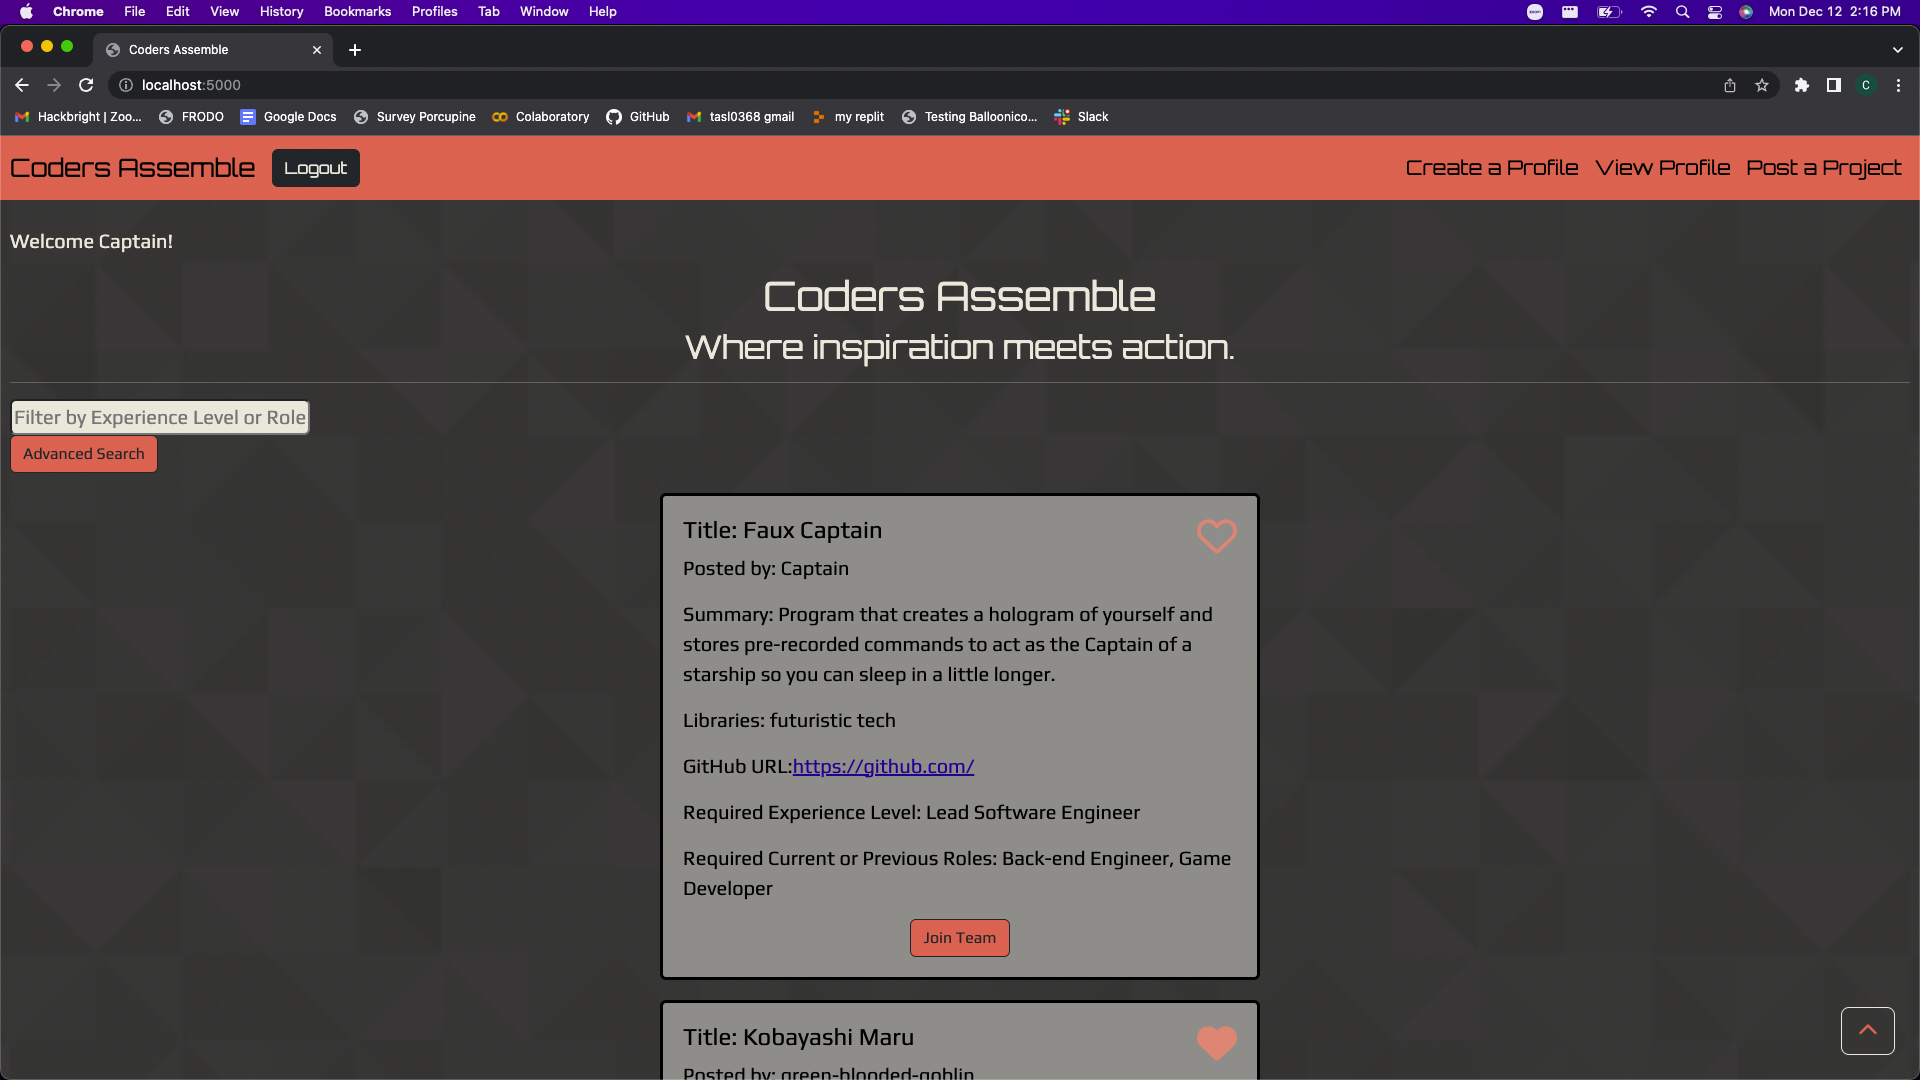 Chrome File Edit View History Bookmarks Profiles Tab Window Help Mon Dec 12 2:16 PM
Coders Assemble
localhost:5000 C
Hackbright | Zoo... FRODO Google Docs Survey Porcupine Colaboratory GitHub tasl0368 gmail my replit Testing Balloonico... Slack
Coders Assemble Logout Create a Profile View Profile Post a Project
Welcome Captain!
Coders Assemble
Where inspiration meets action.
Filter by Experience Level or Role
Advanced Search
Title: Faux Captain
Posted by: Captain
Summary: Program that creates a hologram of yourself and
stores pre-recorded commands to act as the Captain of a
starship so you can sleep in a little longer.
Libraries: futuristic tech
GitHub URL:https://github.com/
Required Experience Level: Lead Software Engineer
Required Current or Previous Roles: Back-end Engineer, Game
Developer
Join Team
Title: Kobayashi Maru
Posted by: green-blooded-goblin